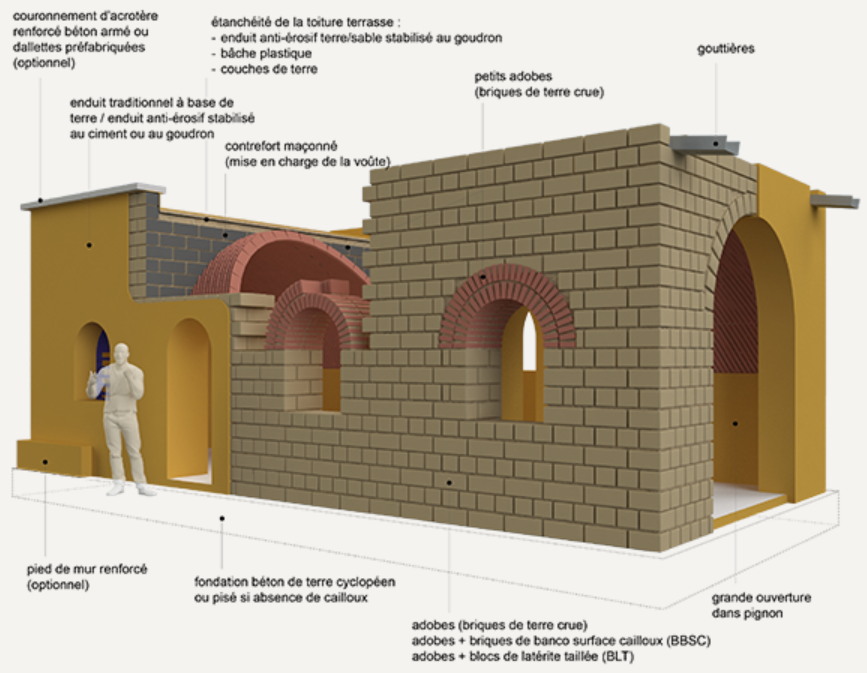 couronnement d'acrotère
renforcé béton armé ou
dallettes préfabriquées
(optionnel)
étanchéité de la toiture terrasse :
- enduit anti-érosif terre/sable stabilisé au goudron
- bâche plastique
- couches de terre
gouttières
petits adobes
(briques de terre crue)
enduit traditionnel à base de
terre / enduit anti-érosif stabilisé
au ciment ou au goudron
contrefort maçonné
(mise en charge de la voûte)
pied de mur renforcé
(optionnel)
fondation béton de terre cyclopéen
ou pisé si absence de cailloux
grande ouverture
dans pignon
adobes (briques de terre crue)
adobes + briques de banco surface cailloux (BBSC)
adobes + blocs de latérite taillée (BLT)